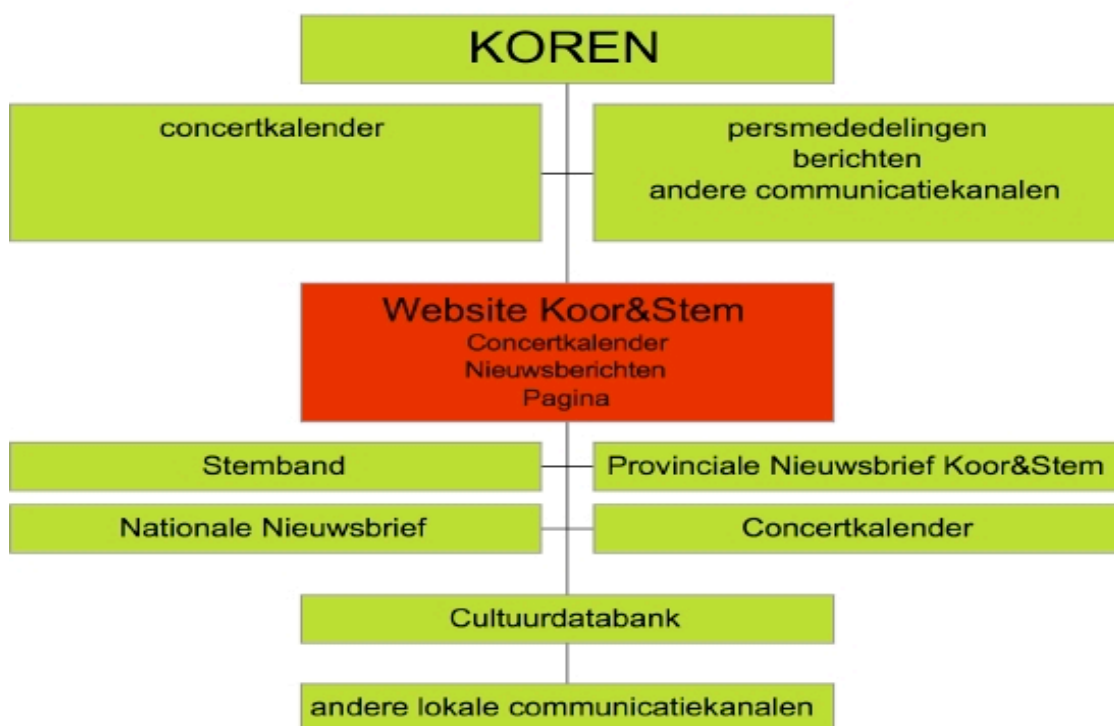 KOREN
concertkalender
persmededelingen
berichten
andere communicatiekanalen
Website Koor&Stem
Concertkalender
Nieuwsberichten
Pagina
Stemband
Provinciale Nieuwsbrief Koor&Stem
Nationale Nieuwsbrief
Concertkalender
Cultuurdatabank
andere lokale communicatiekanalen